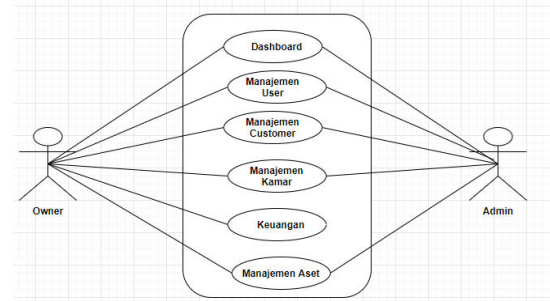 Dashboard
Manajemen
User
Manajemen
Customer
Manajemen
Kamar
Keuangan
Manajemen Aset
Owner
Admin